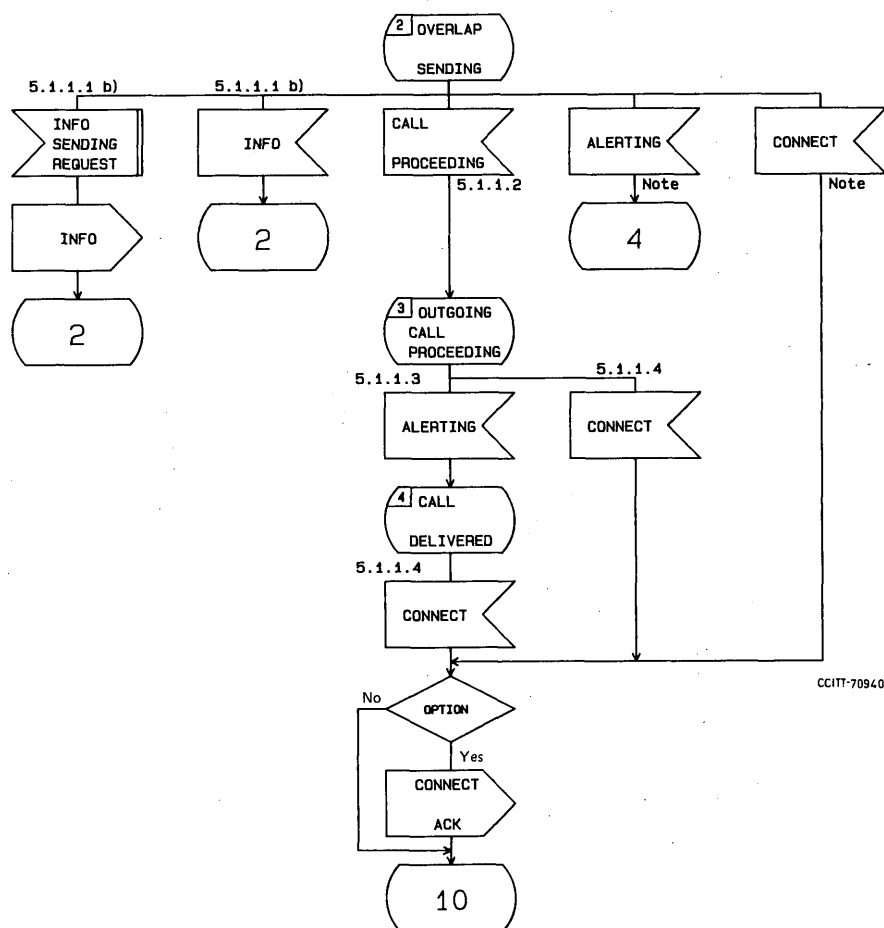 2 OVERLAP
SENDING
5.1.1.1 b)
5.1.1.1 b)
INFO
SENDING
REQUEST
INFO
CALL
PROCEEDING
ALERTING
CONNECT
5.1.1.2
Note
Note
INFO
2
4
2
3 OUTGOING
CALL
PROCEEDING
5.1.1.3
5.1.1.4
ALERTING
CONNECT
4 CALL
DELIVERED
5.1.1.4
CONNECT
CCITT-70940
No
OPTION
Yes
CONNECT
ACK
10